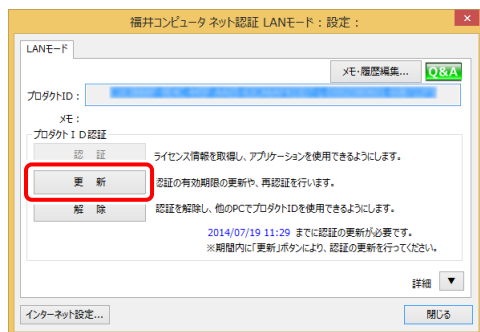 福井コンピュータ ネット認証 LANモード：設定：
LANモード
メモ・履歴編集... Q&A
プロダクトID：
メモ：
プロダクトＩＤ認証
認　証 ライセンス情報を取得し、アプリケーションを使用できるようにします。
更　新 認証の有効期限の更新や、再認証を行います。
解　除 認証を解除し、他のPCでプロダクトIDを使用できるようにします。
2014/07/19 11:29 までに認証の更新が必要です。
※期間内に「更新」ボタンにより、認証の更新を行ってください。
詳細 ▼
インターネット設定... 閉じる